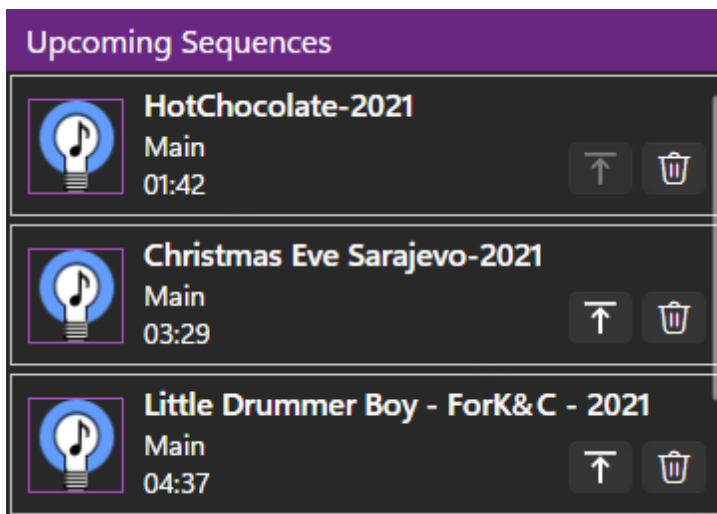 Upcoming Sequences
HotChocolate-2021
Main
01:42
Christmas Eve Sarajevo-2021
Main
03:29
Little Drummer Boy - ForK&C - 2021
Main
04:37